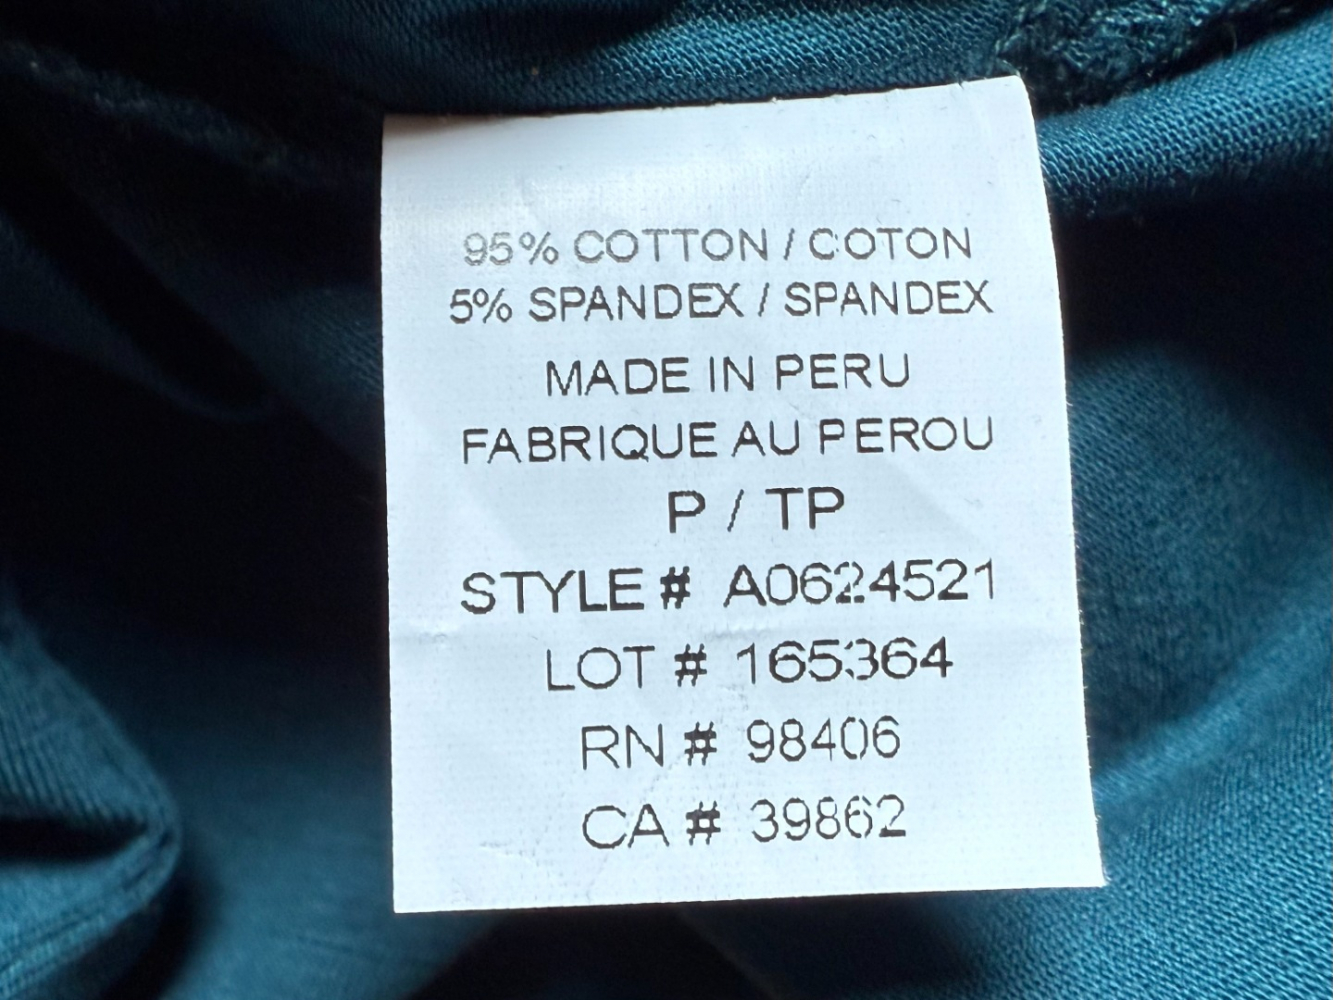 95% COTTON / COTON
5% SPANDEX / SPANDEX
MADE IN PERU
FABRIQUE AU PEROU
P / TP
STYLE # A0624521
LOT # 165364
RN # 98406
CA # 39862